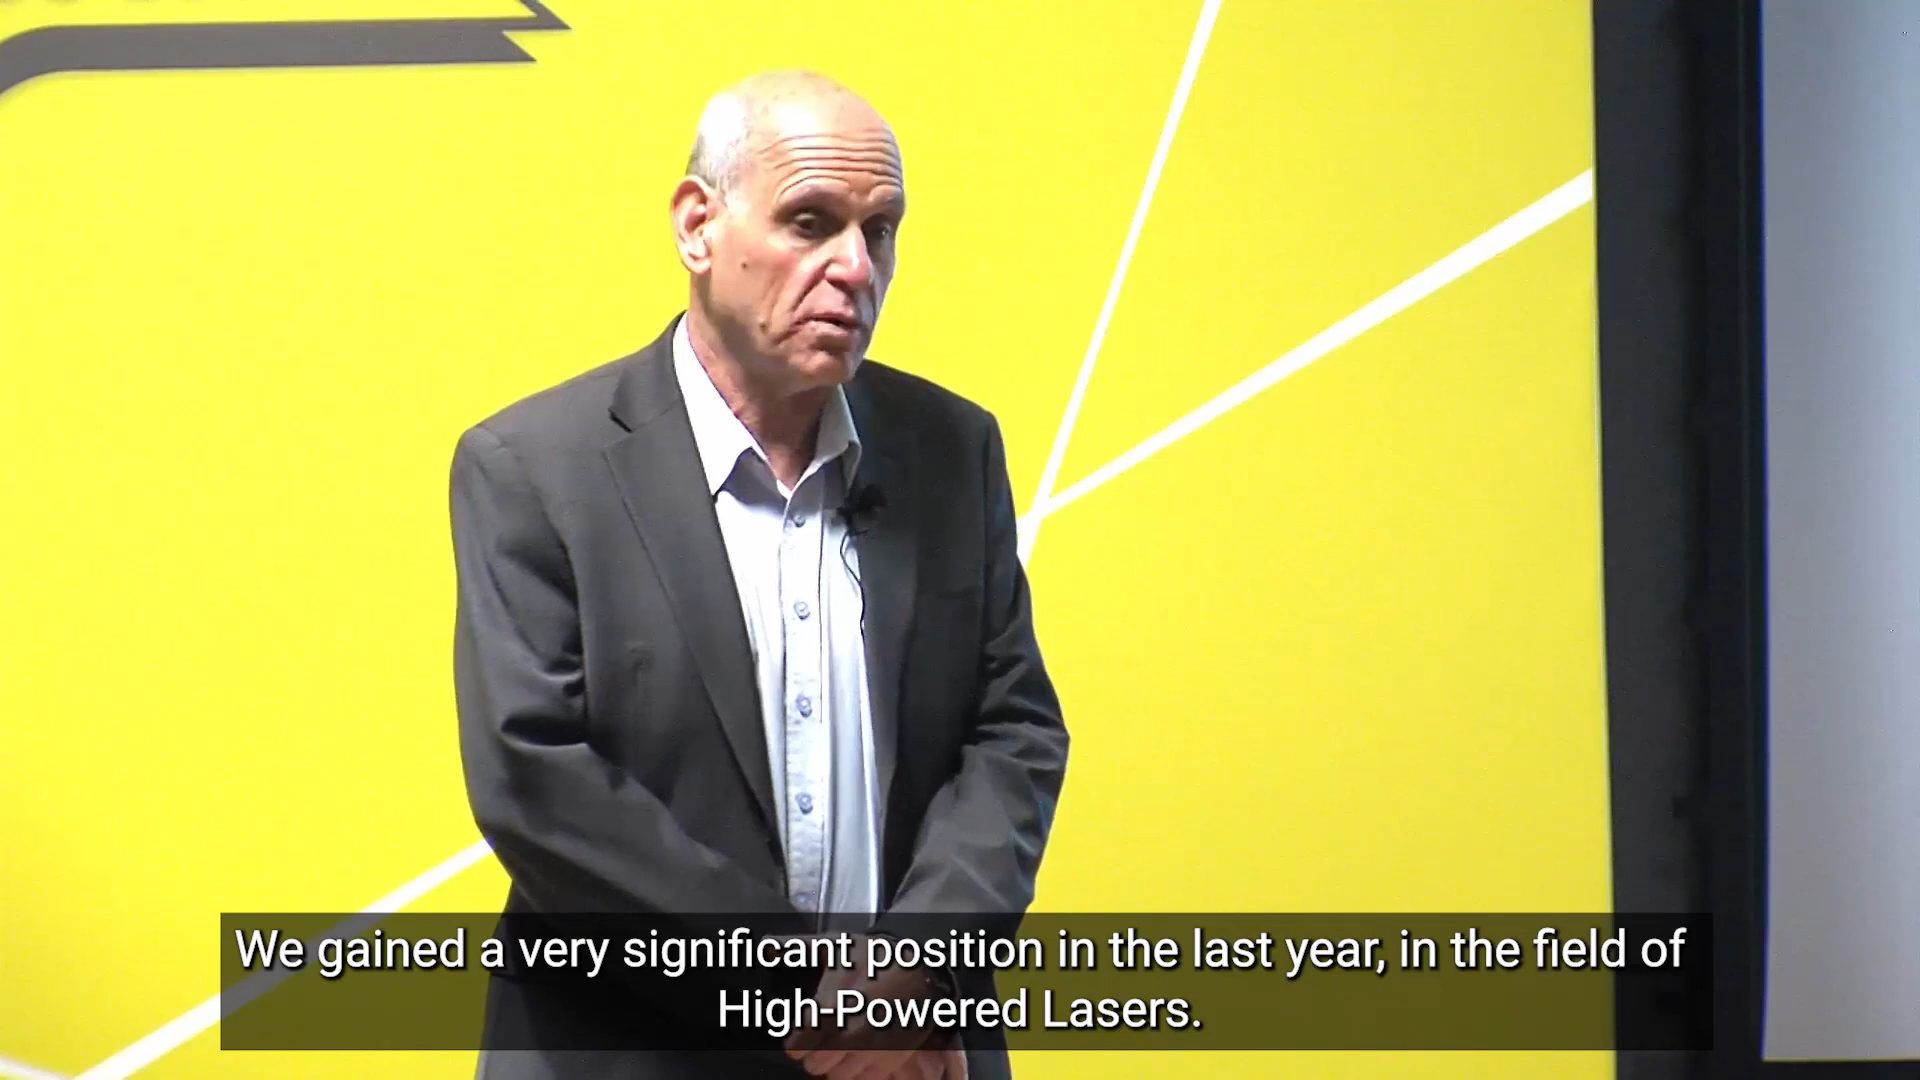 We gained a very significant position in the last year, in the field of
High-Powered Lasers.